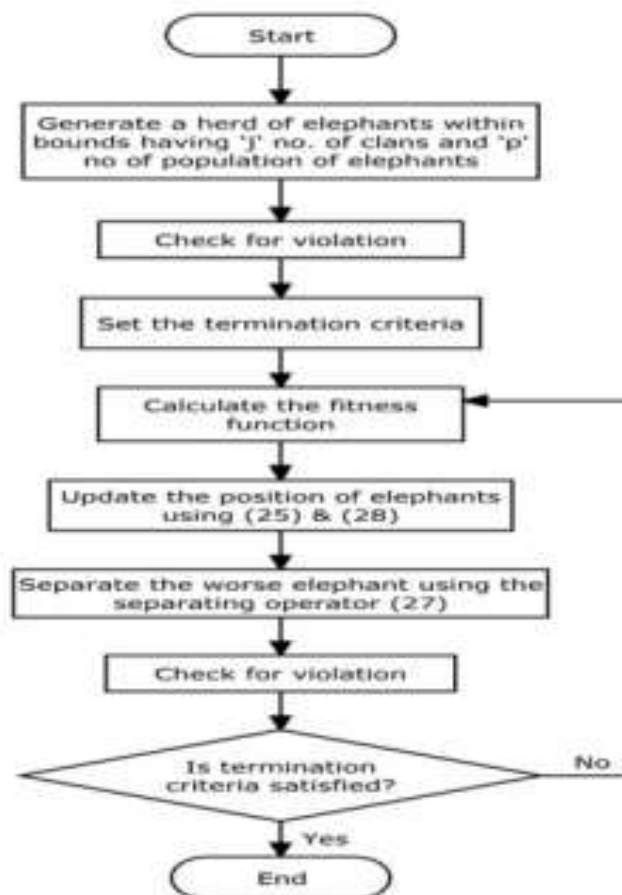 Start
Generate a herd of elephants within
bounds having 'j' no. of clans and 'p'
no of population of elephants
Check for violation
Set the termination criteria
Calculate the fitness
function
Update the position of elephants
using (25) & (28)
Separate the worse elephant using the
separating operator (27)
Check for violation
Is termination
criteria satisfied?
No
Yes
End